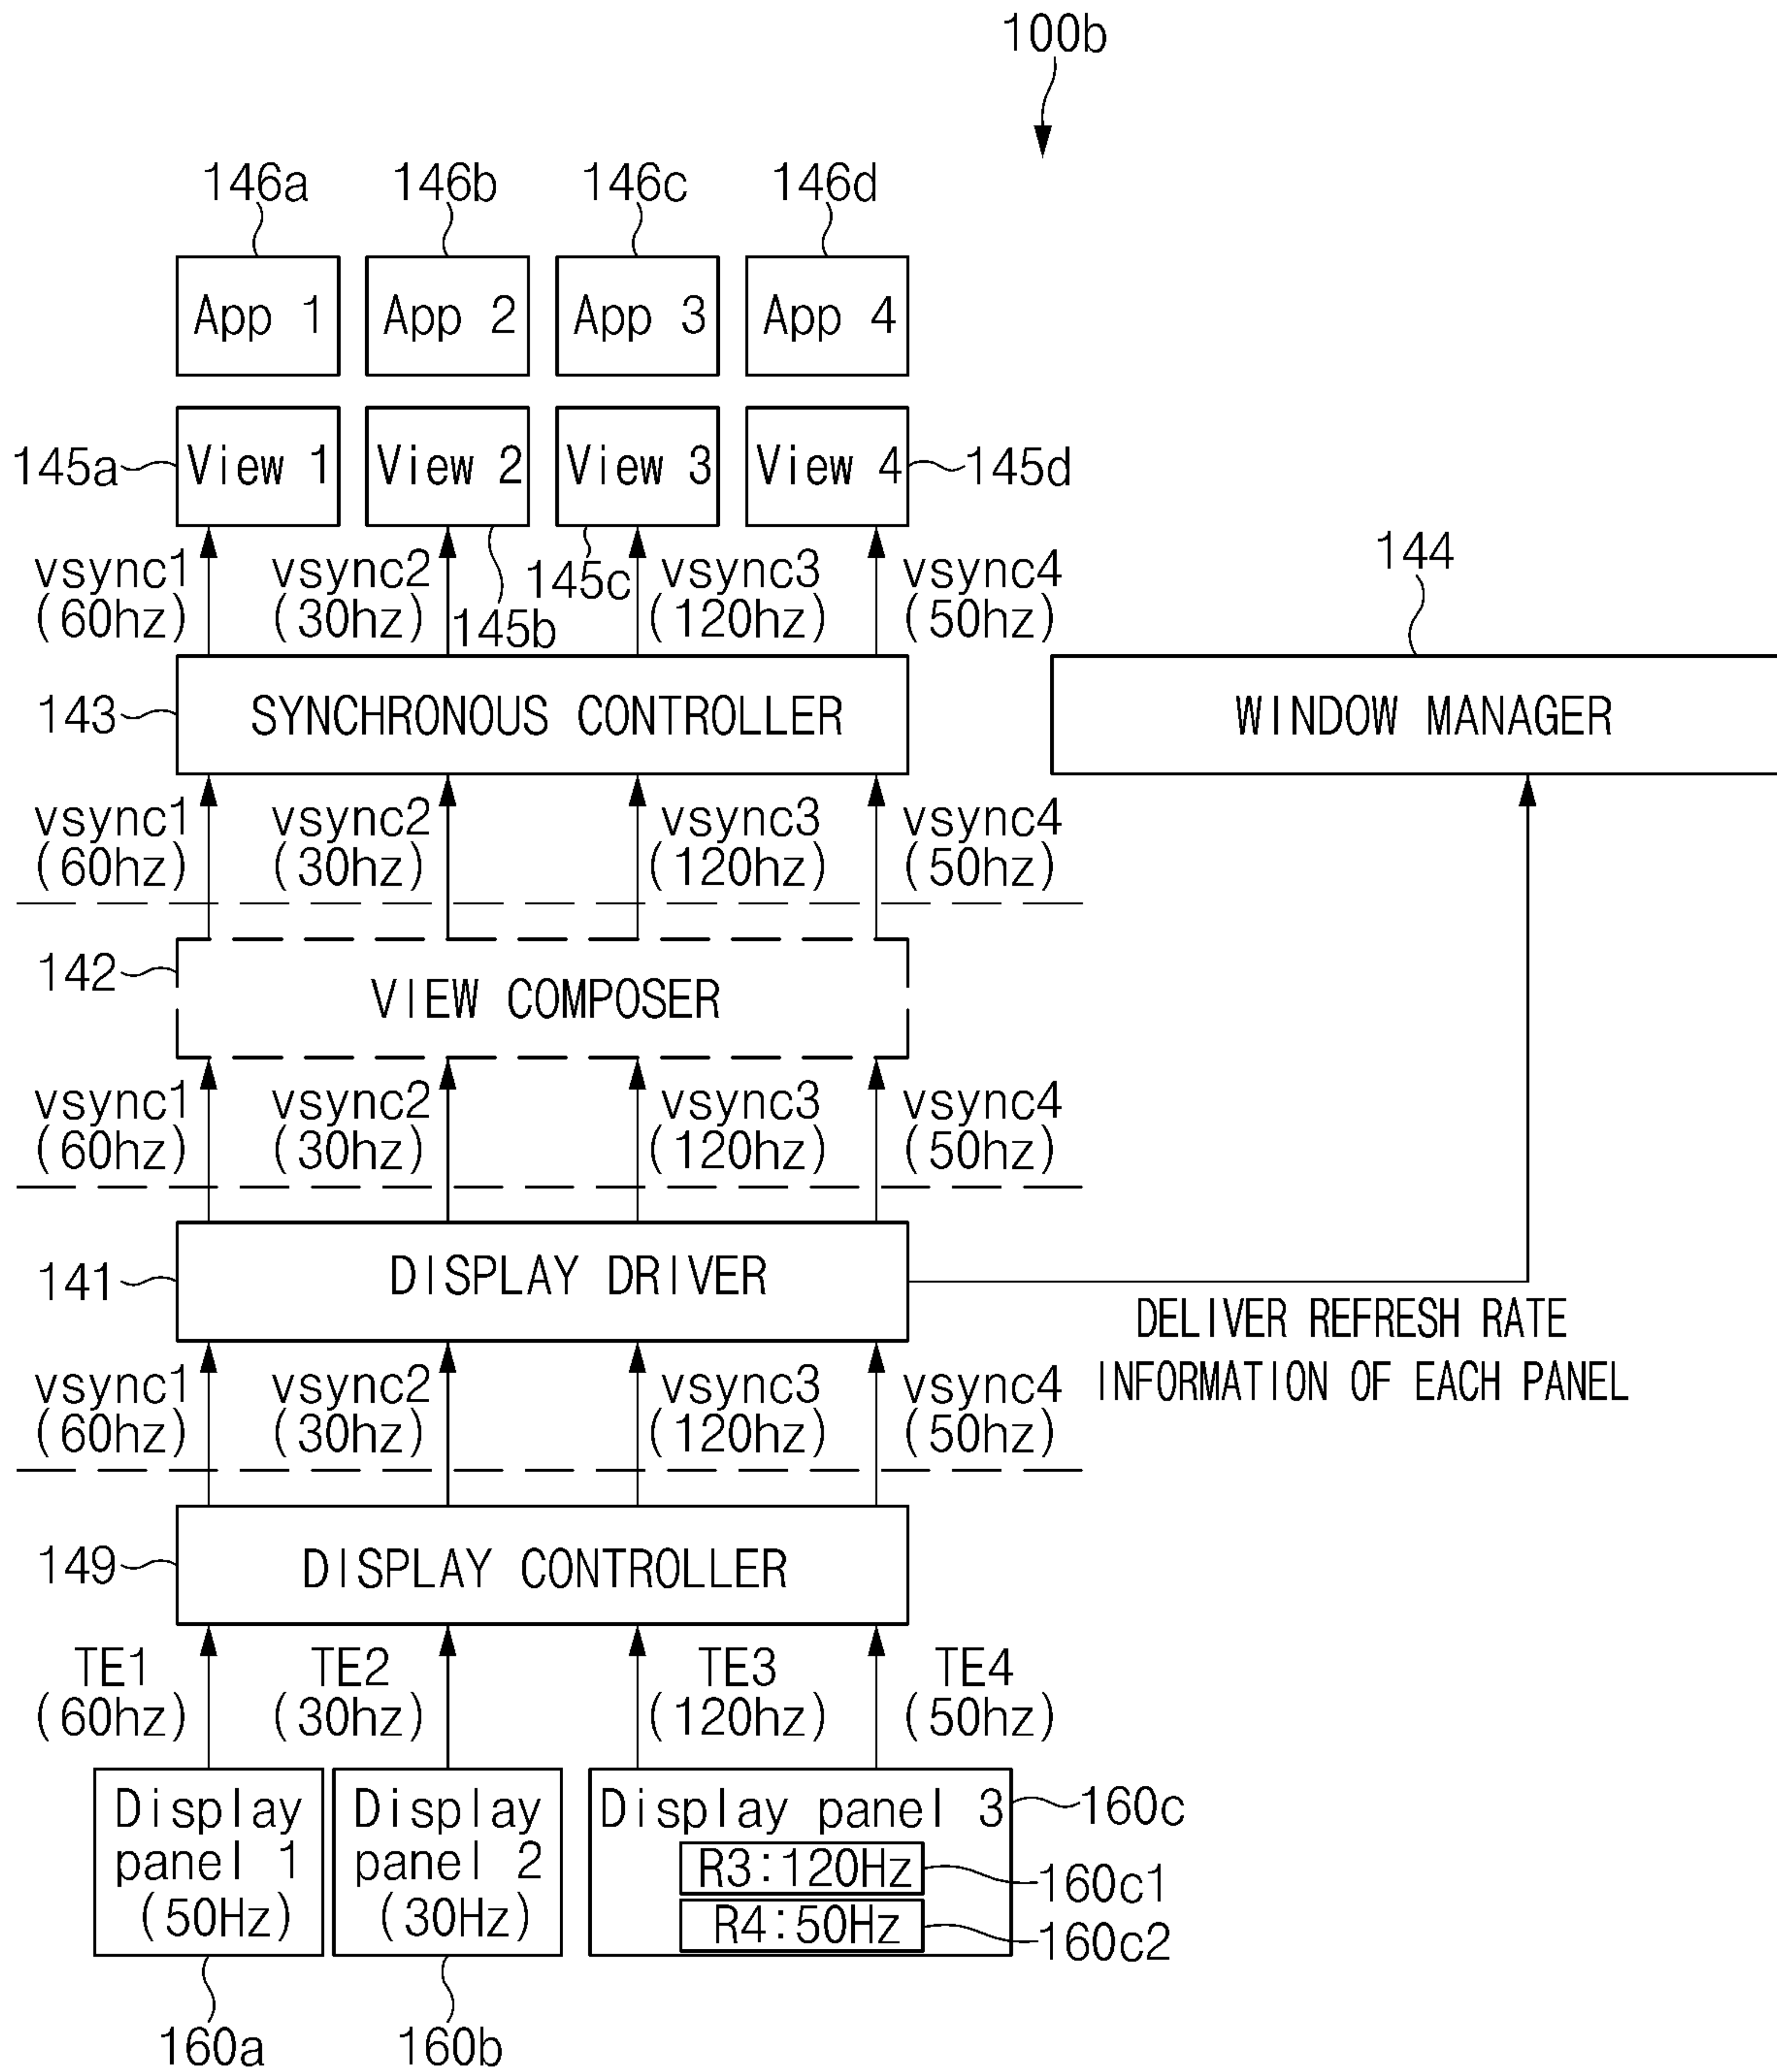 100b
146a 146b 146c 146d
App 1 App 2 App 3 App 4
145a View 1 View 2 View 3 View 4 145d
vsync1 vsync2 145c vsync3 vsync4 144
(60hz) (30hz) 145b (120hz) (50hz)
143 SYNCHRONOUS CONTROLLER WINDOW MANAGER
vsync1 vsync2 vsync3 vsync4
(60hz) (30hz) (120hz) (50hz)
142 VIEW COMPOSER
vsync1 vsync2 vsync3 vsync4
(60hz) (30hz) (120hz) (50hz)
141 DISPLAY DRIVER
DELIVER REFRESH RATE
INFORMATION OF EACH PANEL
vsync1 vsync2 vsync3 vsync4
(60hz) (30hz) (120hz) (50hz)
149 DISPLAY CONTROLLER
TE1 TE2 TE3 TE4
(60hz) (30hz) (120hz) (50hz)
Display Display Display panel 3 160c
panel 1 panel 2 R3:120Hz 160c1
(50Hz) (30Hz) R4:50Hz 160c2
160a 160b